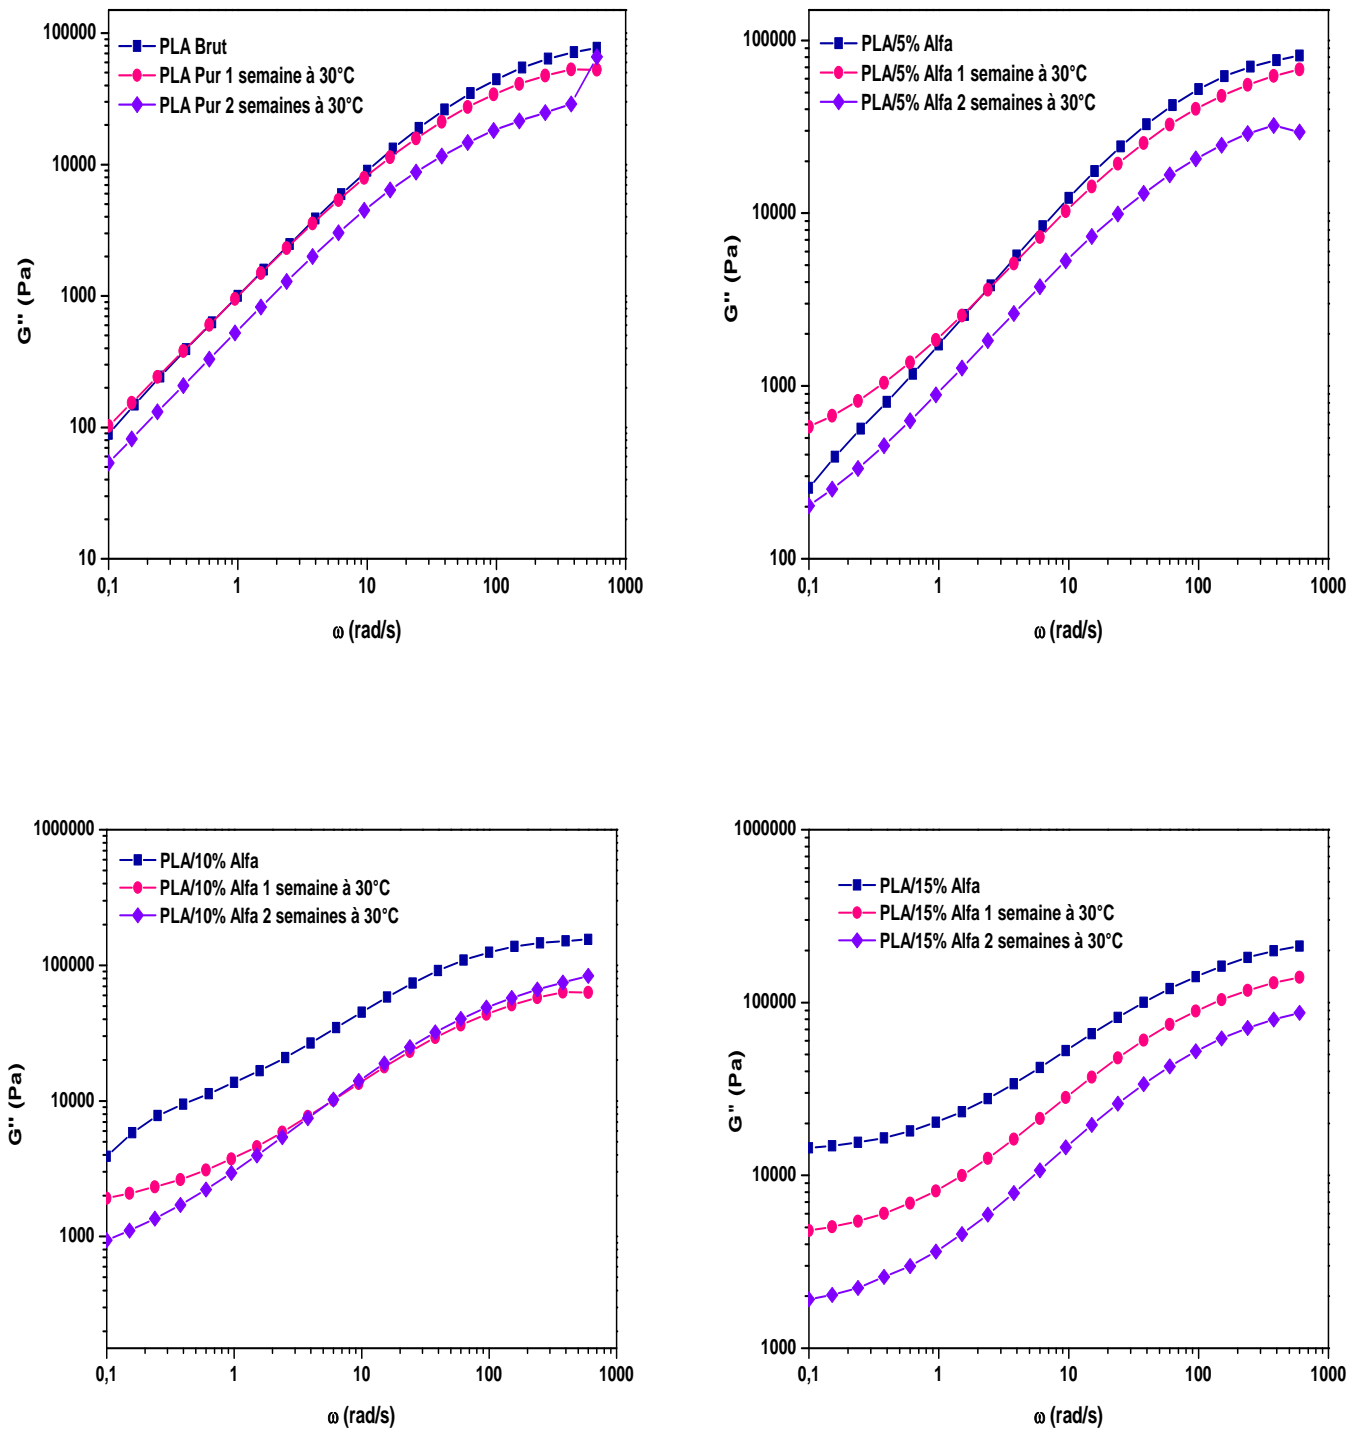 PLA Brut
PLA Pur 1 semaine à 30°C
PLA Pur 2 semaines à 30°C
100000
10000
1000
100
10
G'' (Pa)
0,1 1 10 100 1000
ω (rad/s)
PLA/5% Alfa
PLA/5% Alfa 1 semaine à 30°C
PLA/5% Alfa 2 semaines à 30°C
100000
10000
1000
100
G'' (Pa)
0,1 1 10 100 1000
ω (rad/s)
PLA/10% Alfa
PLA/10% Alfa 1 semaine à 30°C
PLA/10% Alfa 2 semaines à 30°C
1000000
100000
10000
1000
G'' (Pa)
0,1 1 10 100 1000
ω (rad/s)
PLA/15% Alfa
PLA/15% Alfa 1 semaine à 30°C
PLA/15% Alfa 2 semaines à 30°C
1000000
100000
10000
1000
G'' (Pa)
0,1 1 10 100 1000
ω (rad/s)